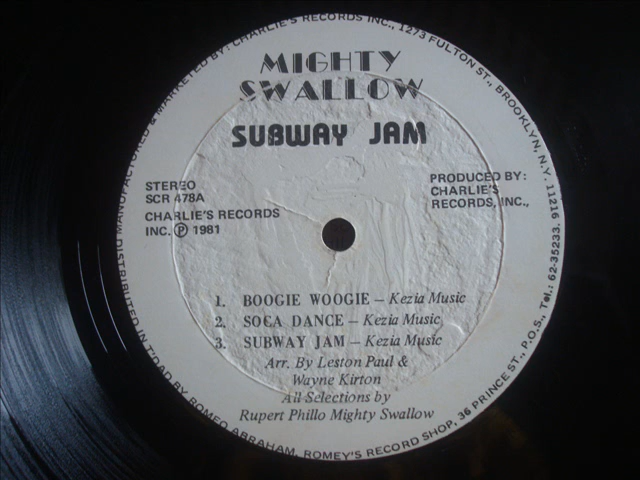 MIGHTY
SWALLOW
SUBWAY JAM
STEREO
SCR 478A
CHARLIE'S RECORDS
INC. Ⓟ 1981
PRODUCED BY:
CHARLIE'S
RECORDS, INC.,
1. BOOGIE WOOGIE – Kezia Music
2. SOCA DANCE – Kezia Music
3. SUBWAY JAM – Kezia Music
Arr. By Leston Paul &
Wayne Kirton
All Selections by
Rupert Phillo Mighty Swallow
MANUFACTURED & MARKETED BY: CHARLIE'S RECORDS INC., 1273 FULTON ST., BROOKLYN, N.Y. 11216
DISTRIBUTED IN T'DAD BY ROMEO ABRAHAM, ROMEY'S RECORD SHOP, 36 PRINCE ST., P.O.S., Tel.: 62-35233.